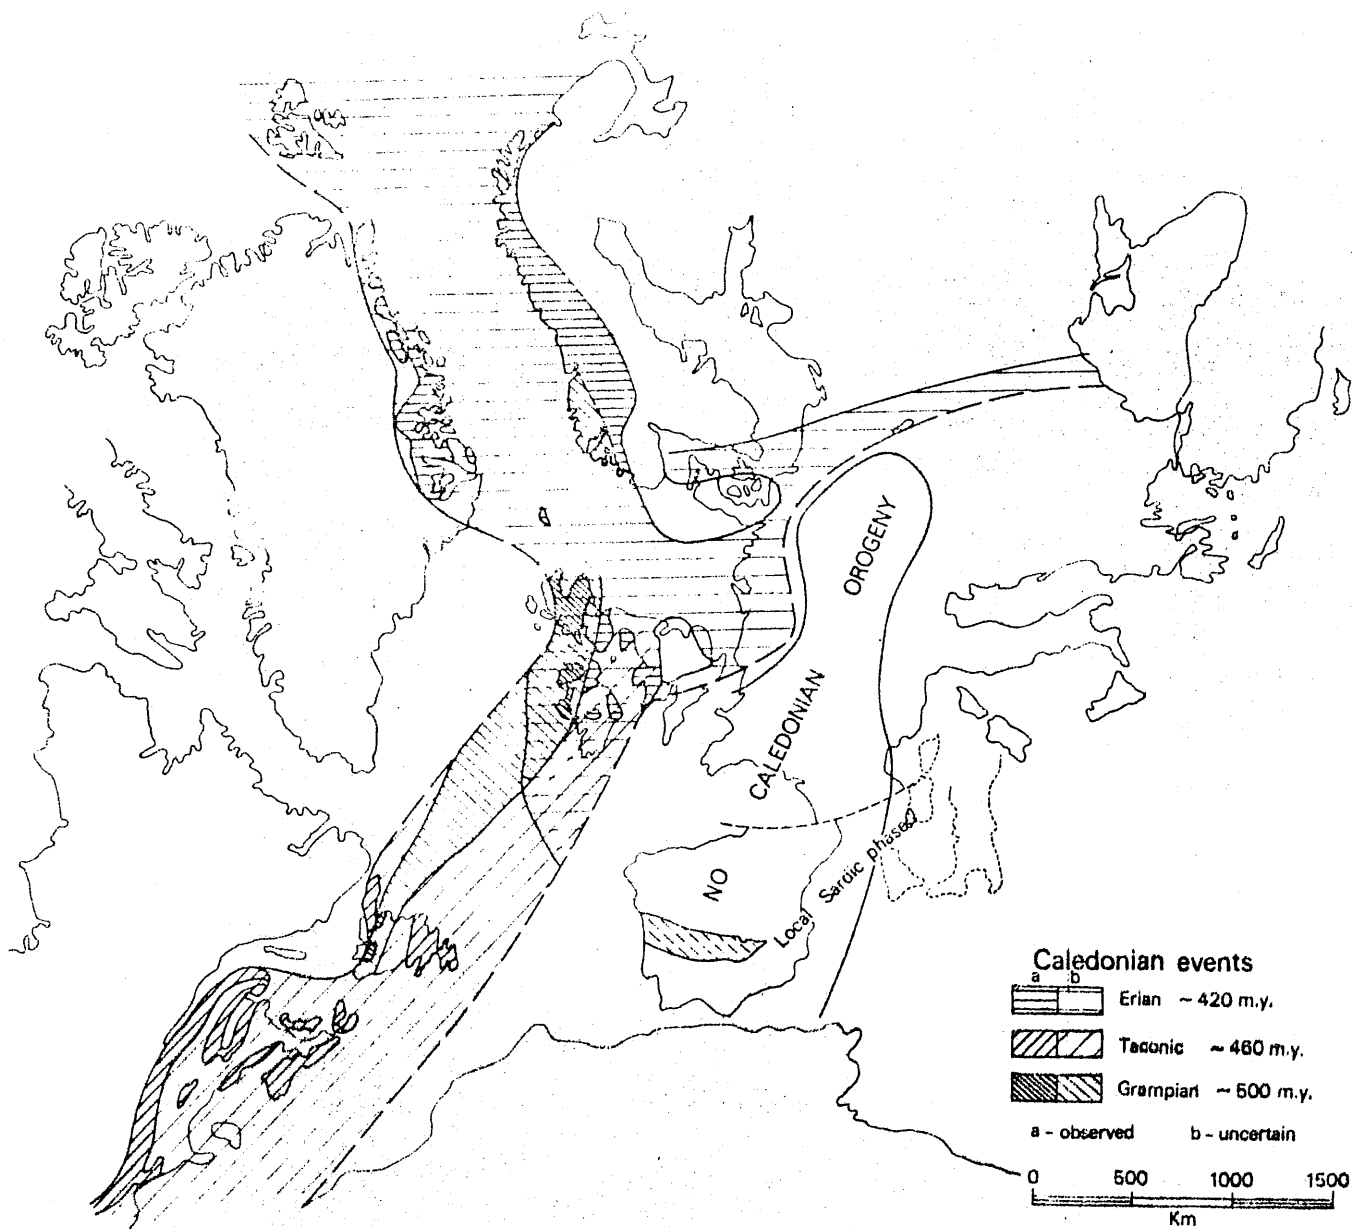 OROGENY
CALEDONIAN
NO
Local Sardic phases
Caledonian events
a b
Erian ~ 420 m.y.
Taconic ~ 460 m.y.
Grampian ~ 500 m.y.
a - observed b - uncertain
0 500 1000 1500
Km